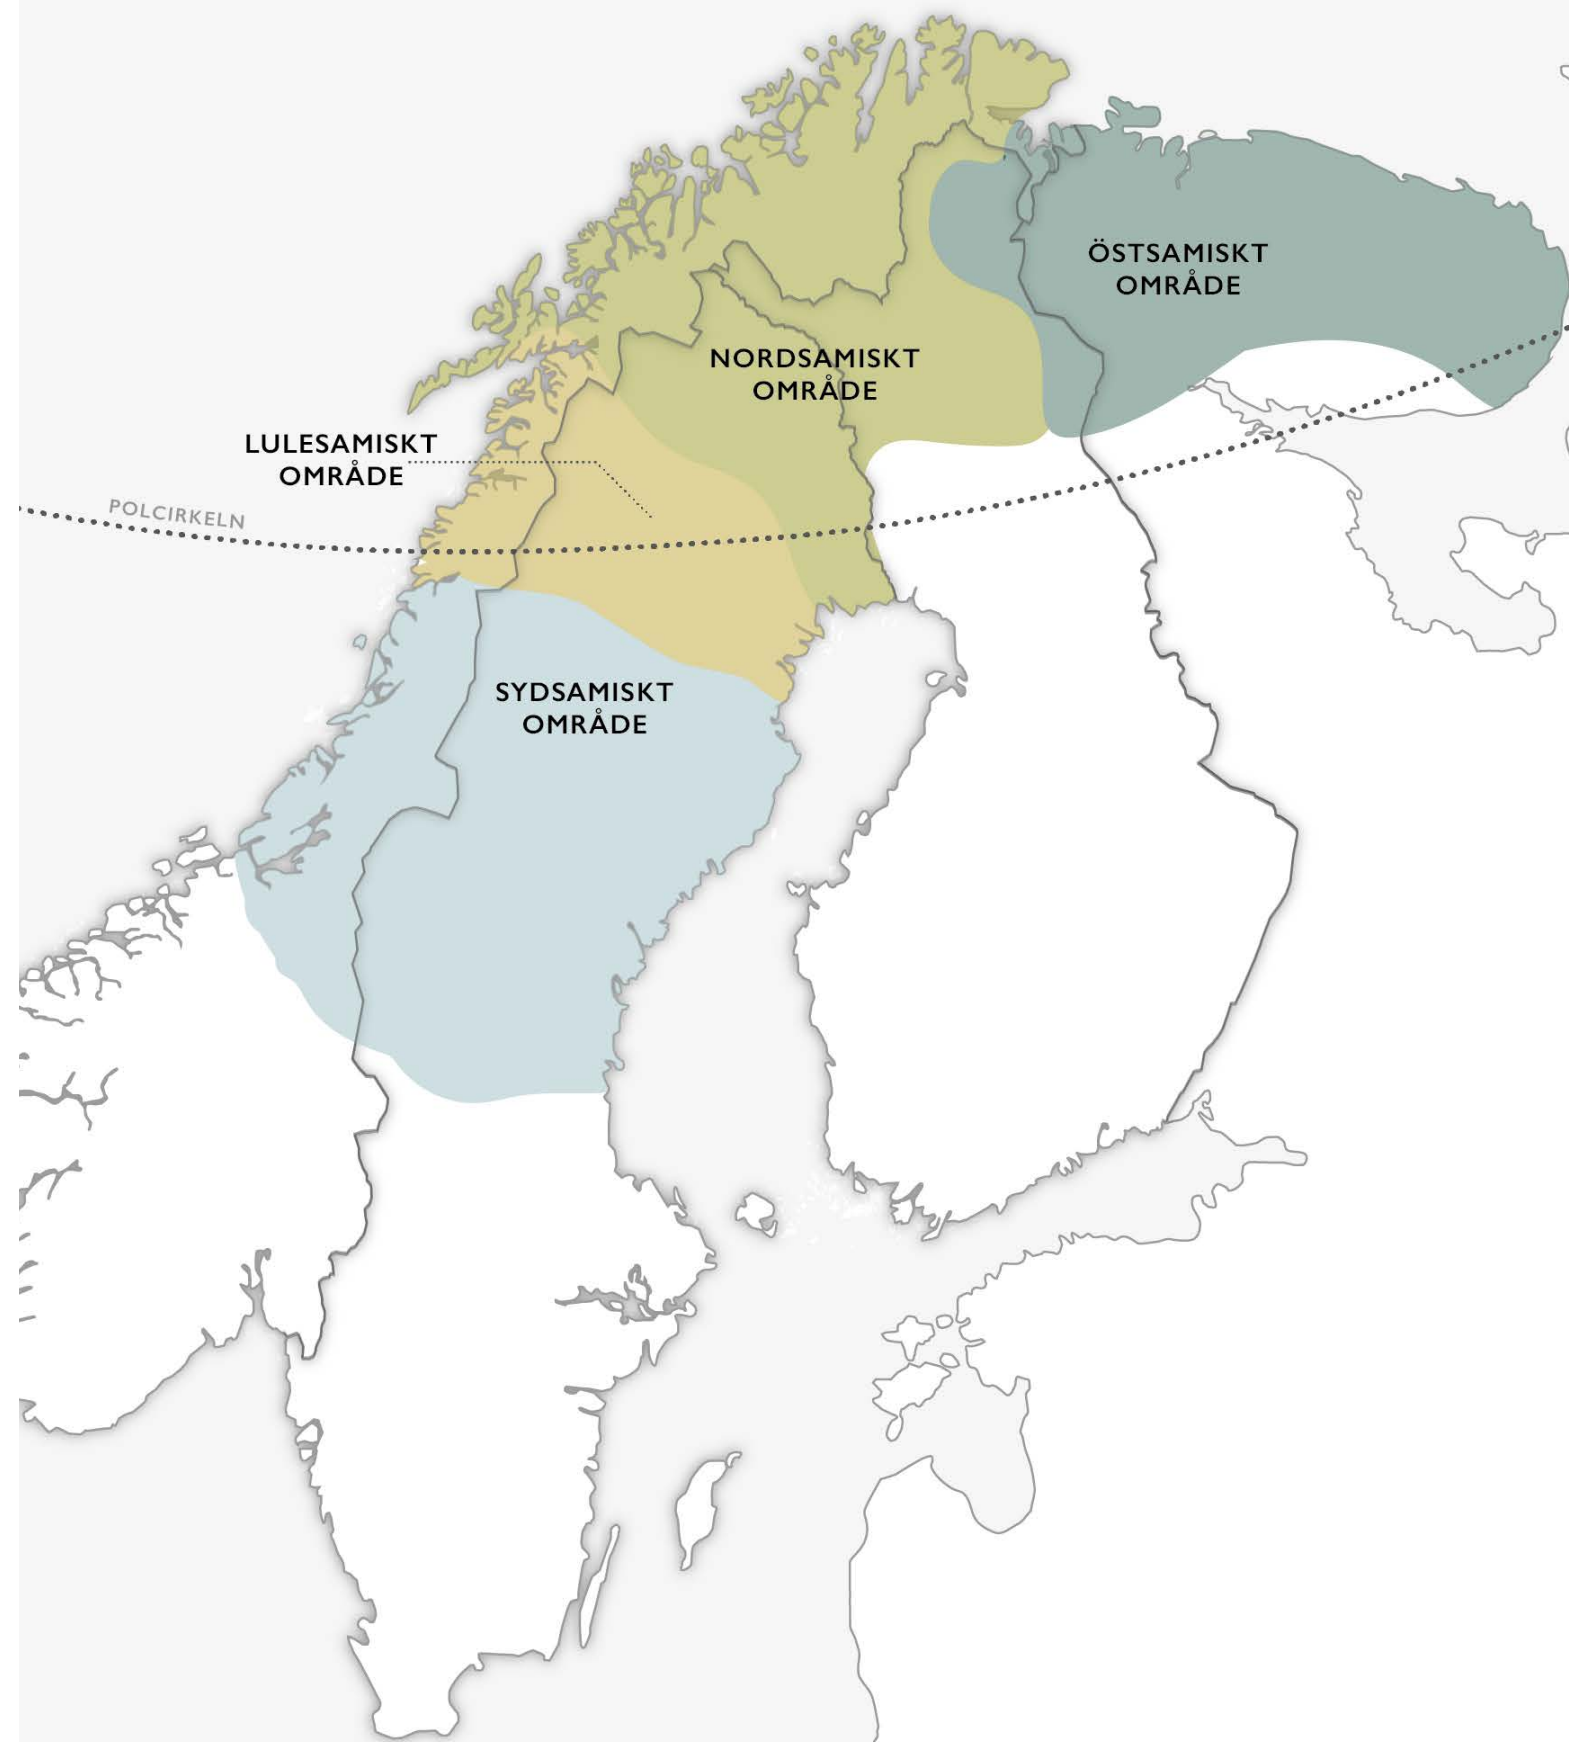 ÖSTSAMISKT
OMRÅDE
NORDSAMISKT
OMRÅDE
LULESAMISKT
OMRÅDE
POLCIRKELN
SYDSAMISKT
OMRÅDE